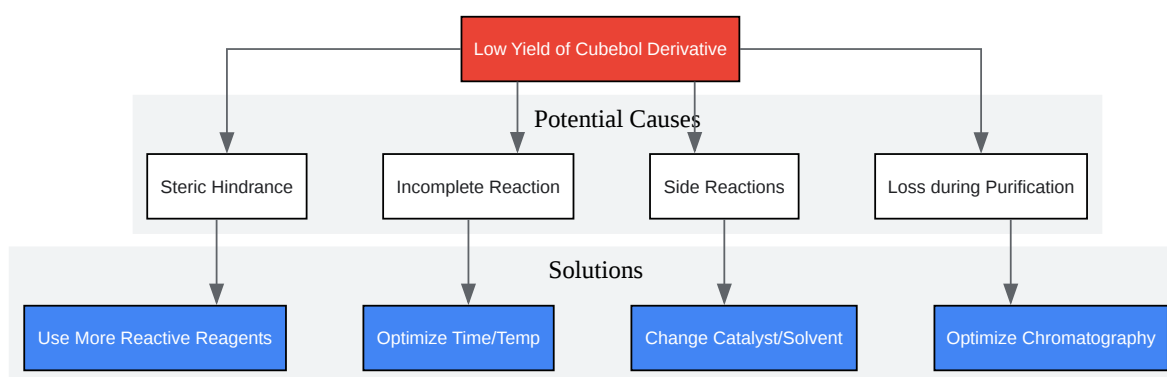 Low Yield of Cubebol Derivative
Potential Causes
Steric Hindrance
Incomplete Reaction
Side Reactions
Loss during Purification
Solutions
Use More Reactive Reagents
Optimize Time/Temp
Change Catalyst/Solvent
Optimize Chromatography